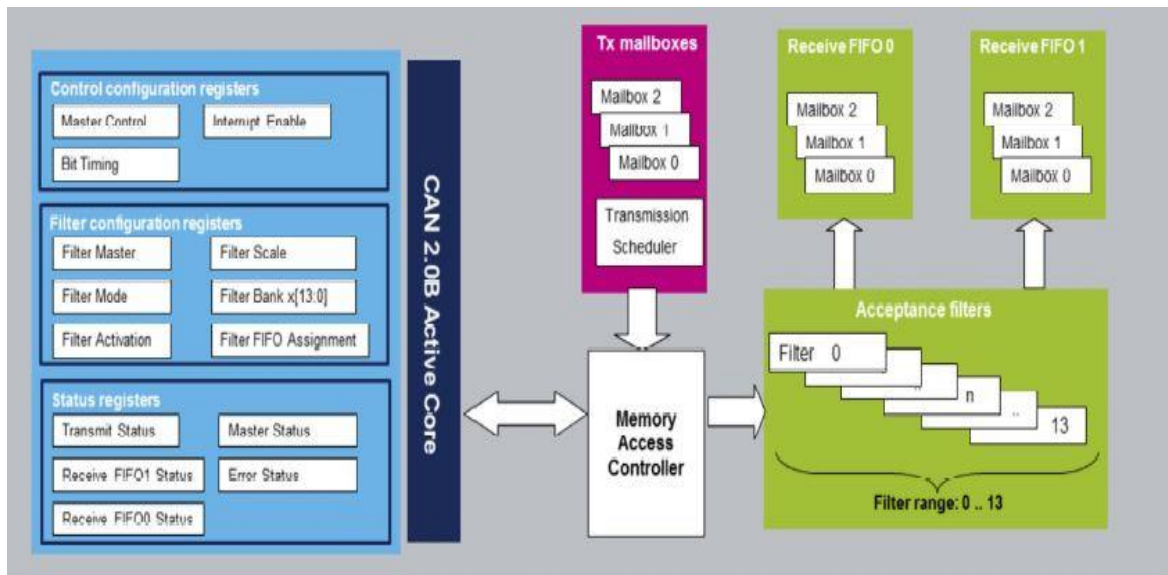 Control configuration registers
Master Control
Interrupt Enable
Bit Timing
Filter configuration registers
Filter Master
Filter Scale
Filter Mode
Filter Bank x[13:0]
Filter Activation
Filter FIFO Assignment
Status registers
Transmit Status
Master Status
Receive FIFO1 Status
Error Status
Receive FIFO0 Status
CAN 2.0B Active Core
Tx mailboxes
Mailbox 2
Mailbox 1
Mailbox 0
Transmission
Scheduler
Memory
Access
Controller
Receive FIFO 0
Mailbox 2
Mailbox 1
Mailbox 0
Receive FIFO 1
Mailbox 2
Mailbox 1
Mailbox 0
Acceptance filters
Filter 0
..
n
..
13
Filter range: 0 .. 13